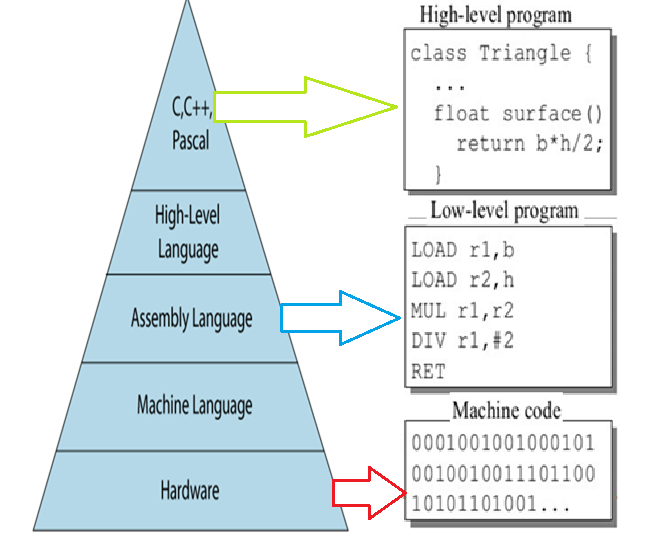 C,C++,
Pascal
High-Level
Language
Assembly Language
Machine Language
Hardware
High-level program
class Triangle {
...
float surface()
return b*h/2;
}
Low-level program
LOAD r1,b
LOAD r2,h
MUL r1,r2
DIV r1,#2
RET
Machine code
0001001001000101
0010010011101100
10101101001...